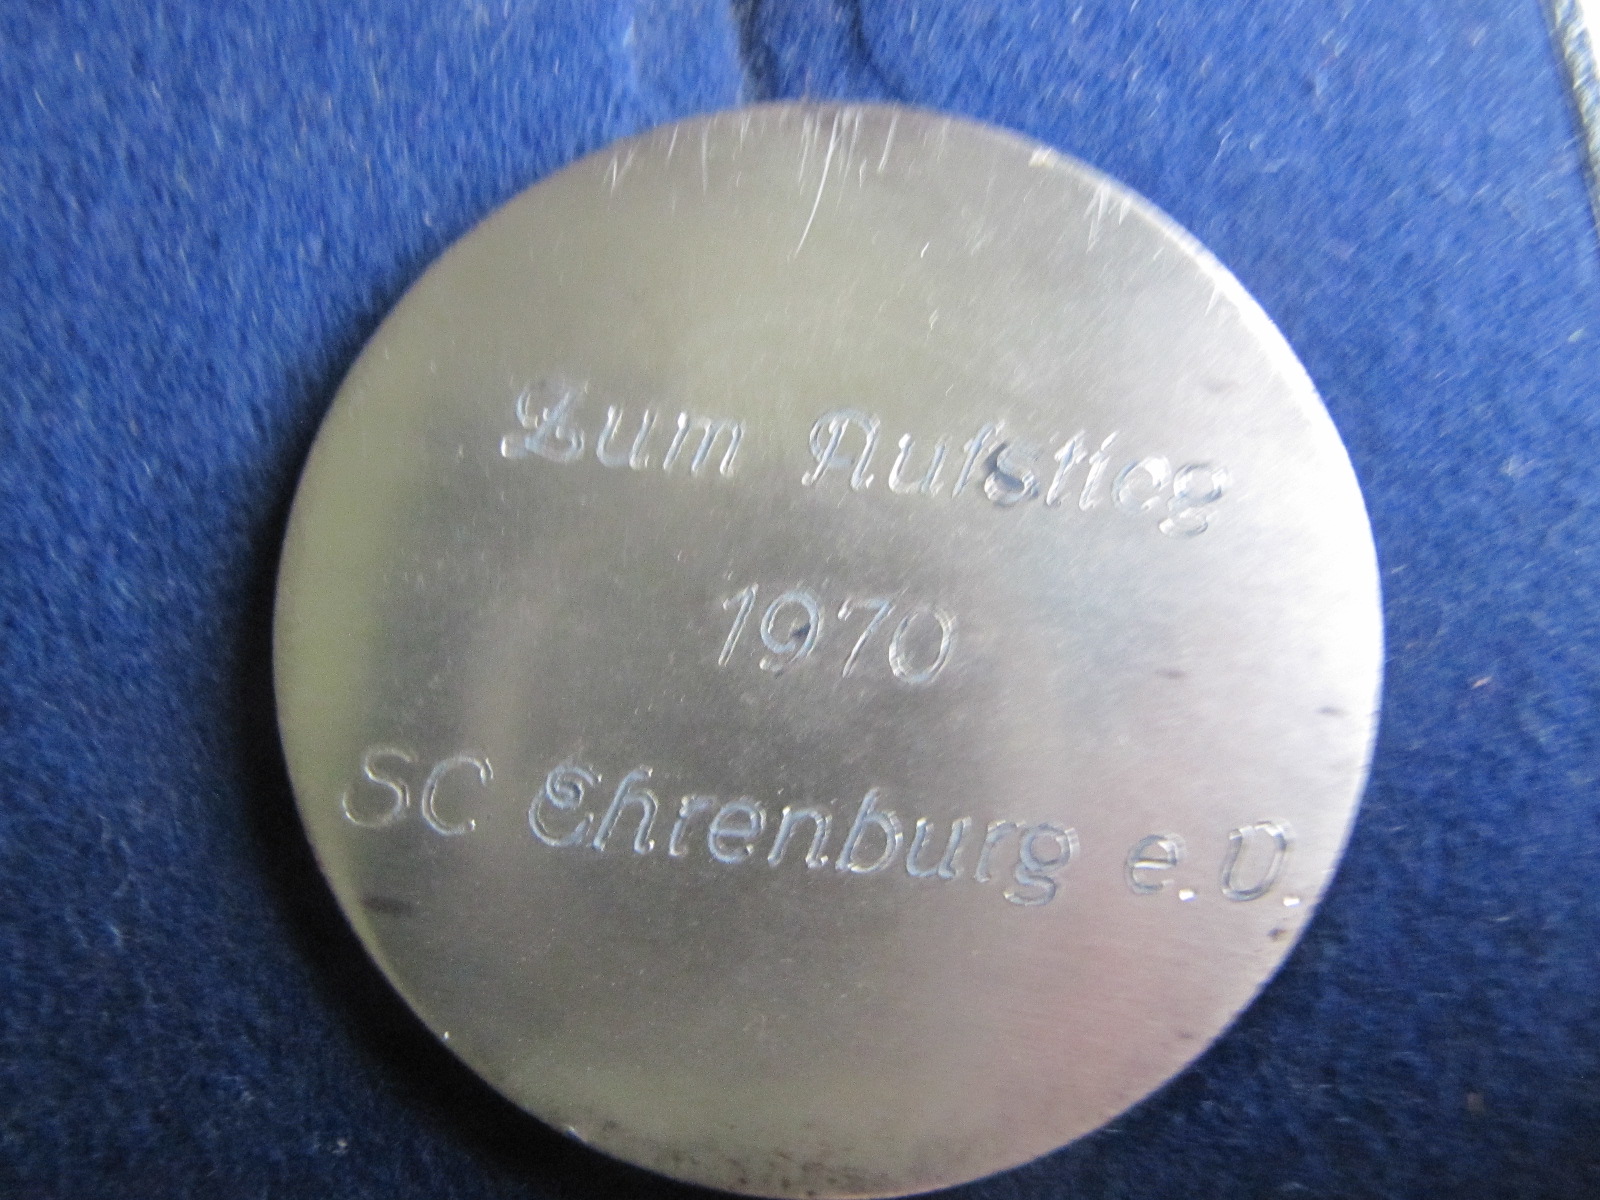 Zum Aufstieg
1970
SC Ehrenburg e.V.